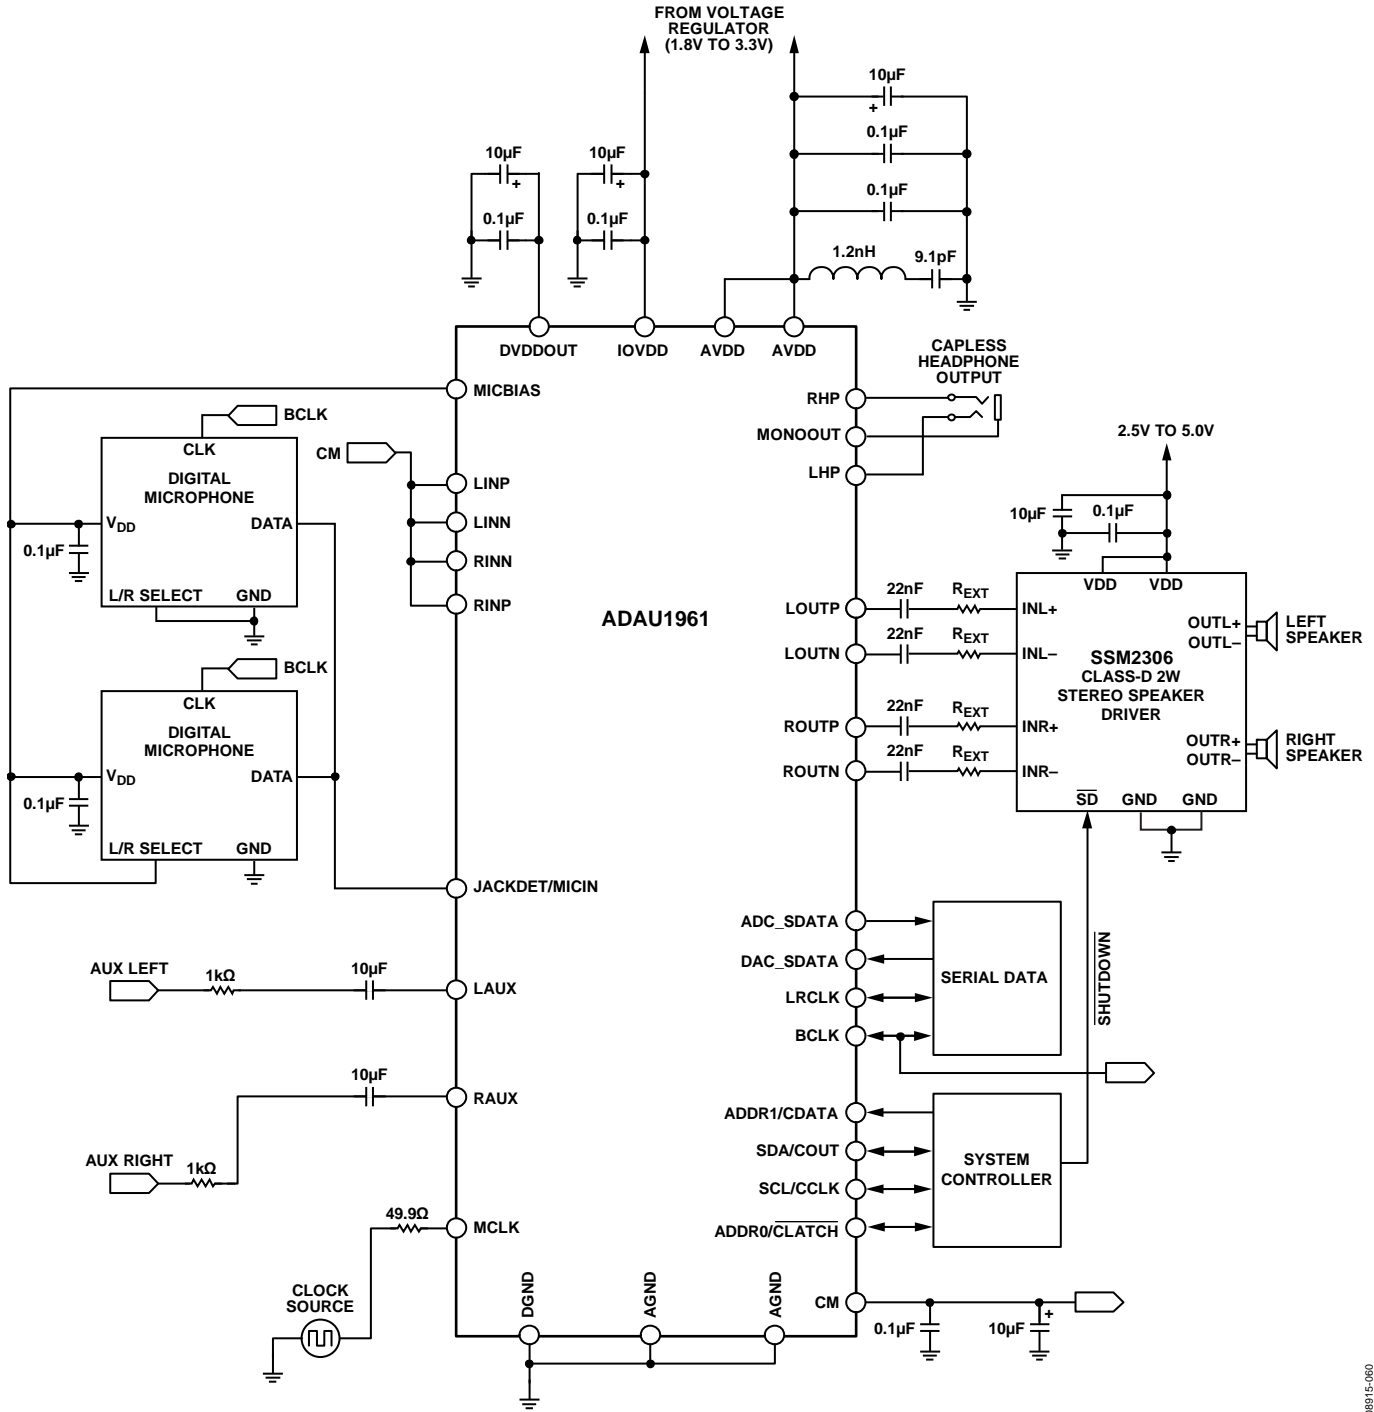 FROM VOLTAGE
REGULATOR
(1.8V TO 3.3V)
10µF
+
0.1µF
0.1µF
1.2nH
9.1pF
10µF
+
0.1µF
10µF
+
0.1µF
DVDDOUT
IOVDD
AVDD
AVDD
MICBIAS
BCLK
CLK
DIGITAL
MICROPHONE
VDD
DATA
0.1µF
L/R SELECT
GND
CM
LINP
LINN
RINN
RINP
BCLK
CLK
DIGITAL
MICROPHONE
VDD
DATA
0.1µF
L/R SELECT
GND
JACKDET/MICIN
AUX LEFT
1kΩ
10µF
LAUX
10µF
RAUX
AUX RIGHT
1kΩ
49.9Ω
MCLK
CLOCK
SOURCE
DGND
AGND
AGND
ADAU1961
CAPLESS
HEADPHONE
OUTPUT
RHP
MONOOUT
LHP
2.5V TO 5.0V
10µF
0.1µF
VDD
VDD
LOUTP
22nF
REXT
INL+
LOUTN
22nF
REXT
INL–
ROUTP
22nF
REXT
INR+
ROUTN
22nF
REXT
INR–
SSM2306
CLASS-D 2W
STEREO SPEAKER
DRIVER
OUTL+
OUTL–
LEFT
SPEAKER
OUTR+
OUTR–
RIGHT
SPEAKER
SD
GND
GND
ADC_SDATA
DAC_SDATA
LRCLK
BCLK
SERIAL DATA
SHUTDOWN
ADDR1/CDATA
SDA/COUT
SCL/CCLK
ADDR0/CLATCH
SYSTEM
CONTROLLER
CM
0.1µF
10µF
+
08915-060